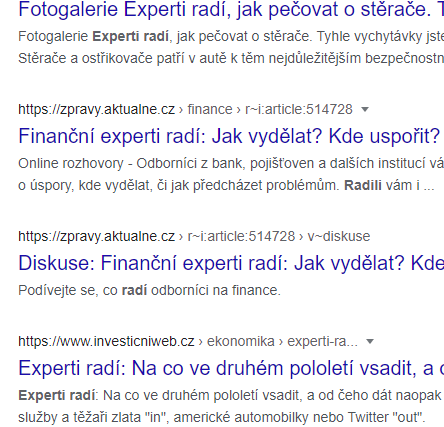 Fotogalerie Experti radí, jak pečovat o stěrače. T
Fotogalerie Experti radí, jak pečovat o stěrače. Tyhle vychytávky jste
Stěrače a ostřikovače patří v autě k těm nejdůležitějším bezpečnostn
https://zpravy.aktualne.cz › finance › r~i:article:514728
Finanční experti radí: Jak vydělat? Kde uspořit?
Online rozhovory - Odborníci z bank, pojišťoven a dalších institucí vá
o úspory, kde vydělat, či jak předcházet problémům. Radili vám i ...
https://zpravy.aktualne.cz › r~i:article:514728 › v~diskuse
Diskuse: Finanční experti radí: Jak vydělat? Kde
Podívejte se, co radí odborníci na finance.
https://www.investicniweb.cz › ekonomika › experti-ra...
Experti radí: Na co ve druhém pololetí vsadit, a o
Experti radí: Na co ve druhém pololetí vsadit, a od čeho dát naopak
služby a těžaři zlata "in", americké automobilky nebo Twitter "out".